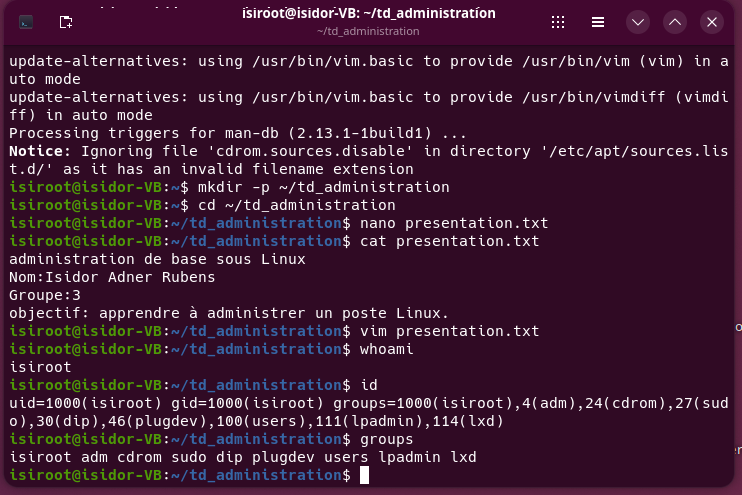 isiroot@isidor-VB: ~/td_administration
~/td_administration
update-alternatives: using /usr/bin/vim.basic to provide /usr/bin/vim (vim) in a
uto mode
update-alternatives: using /usr/bin/vim.basic to provide /usr/bin/vimdiff (vimdi
ff) in auto mode
Processing triggers for man-db (2.13.1-1build1) ...
Notice: Ignoring file 'cdrom.sources.disable' in directory '/etc/apt/sources.lis
t.d/' as it has an invalid filename extension
isiroot@isidor-VB:~$ mkdir -p ~/td_administration
isiroot@isidor-VB:~$ cd ~/td_administration
isiroot@isidor-VB:~/td_administration$ nano presentation.txt
isiroot@isidor-VB:~/td_administration$ cat presentation.txt
administration de base sous Linux
Nom:Isidor Adner Rubens
Groupe:3
objectif: apprendre à administrer un poste Linux.
isiroot@isidor-VB:~/td_administration$ vim presentation.txt
isiroot@isidor-VB:~/td_administration$ whoami
isiroot
isiroot@isidor-VB:~/td_administration$ id
uid=1000(isiroot) gid=1000(isiroot) groups=1000(isiroot),4(adm),24(cdrom),27(sud
o),30(dip),46(plugdev),100(users),111(lpadmin),114(lxd)
isiroot@isidor-VB:~/td_administration$ groups
isiroot adm cdrom sudo dip plugdev users lpadmin lxd
isiroot@isidor-VB:~/td_administration$